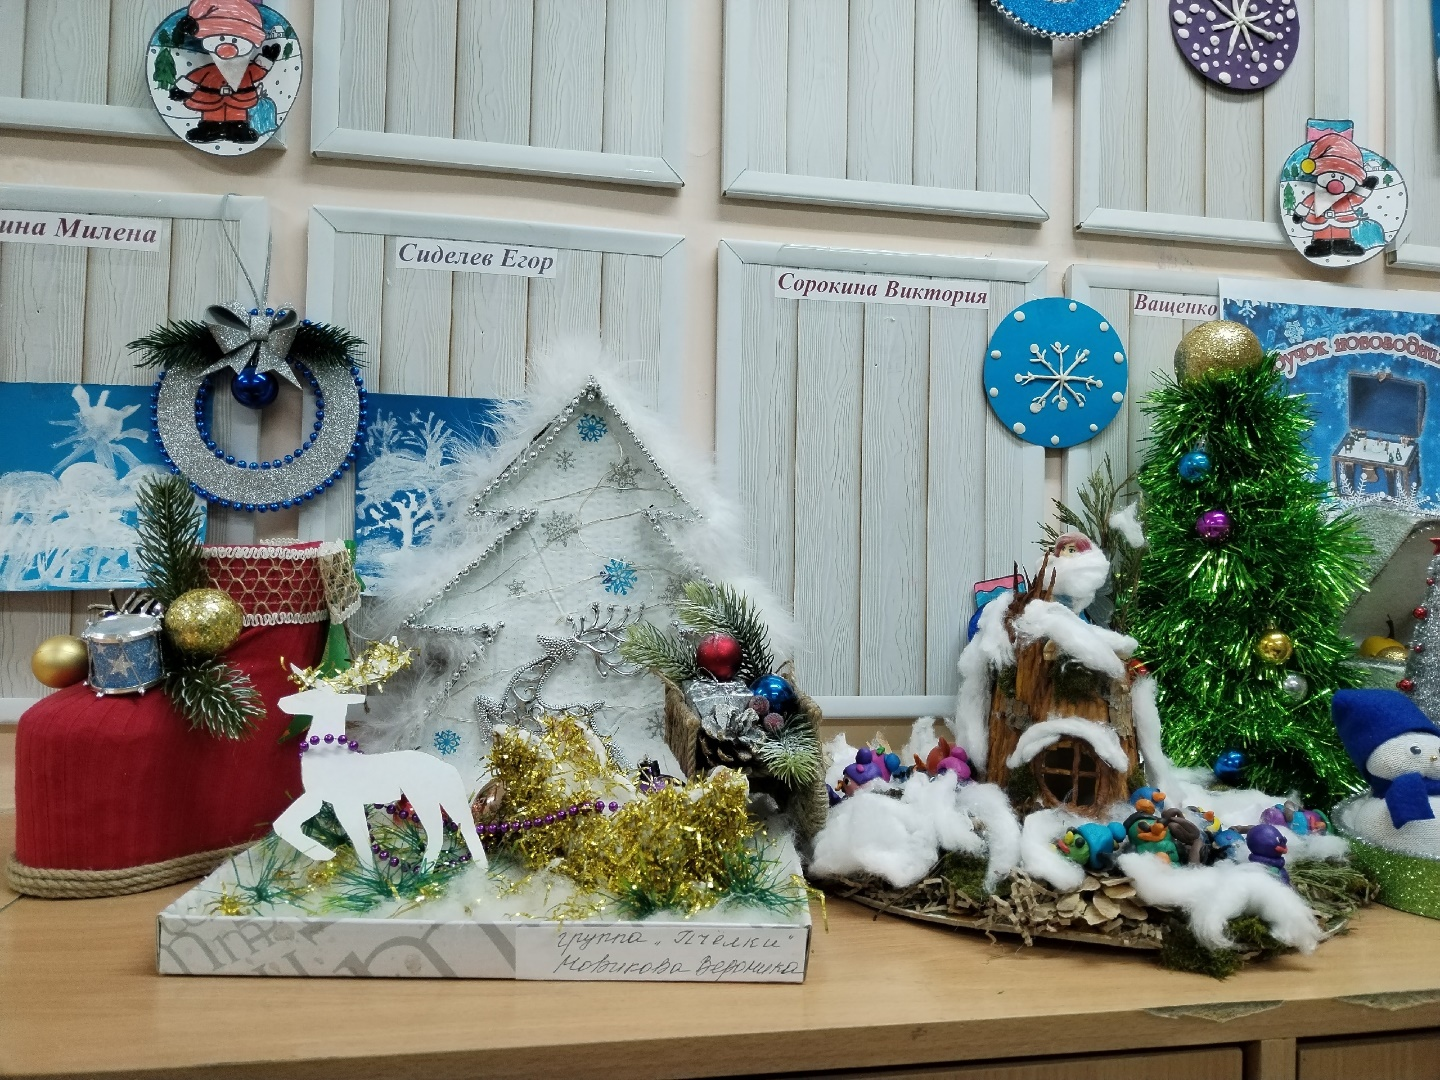 ина Милена
Сиделев Егор
Сорокина Виктория
Ващенко
группа „Пчелки"
Новикова Вероника